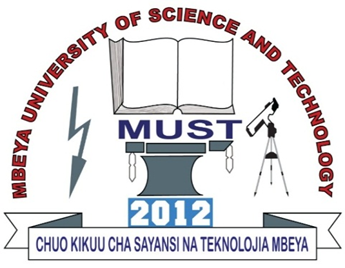 MBEYA UNIVERSITY OF SCIENCE AND TECHNOLOGY
MUST
2012
CHUO KIKUU CHA SAYANSI NA TEKNOLOJIA MBEYA